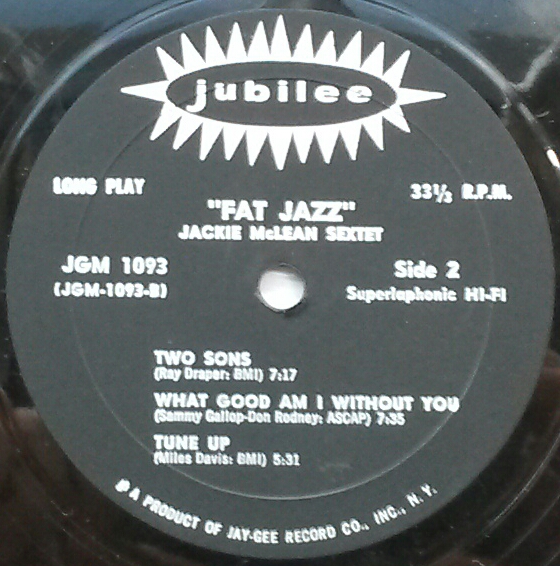 jubilee
LONG PLAY
33⅓ R.P.M.
"FAT JAZZ"
JACKIE McLEAN SEXTET
JGM 1093
(JGM-1093-B)
Side 2
Superlaphonic HI-FI
TWO SONS
(Ray Draper: BMI) 7:17
WHAT GOOD AM I WITHOUT YOU
(Sammy Gallop-Don Rodney: ASCAP) 7:35
TUNE UP
(Miles Davis: BMI) 5:31
A PRODUCT OF JAY-GEE RECORD CO., INC., N. Y.